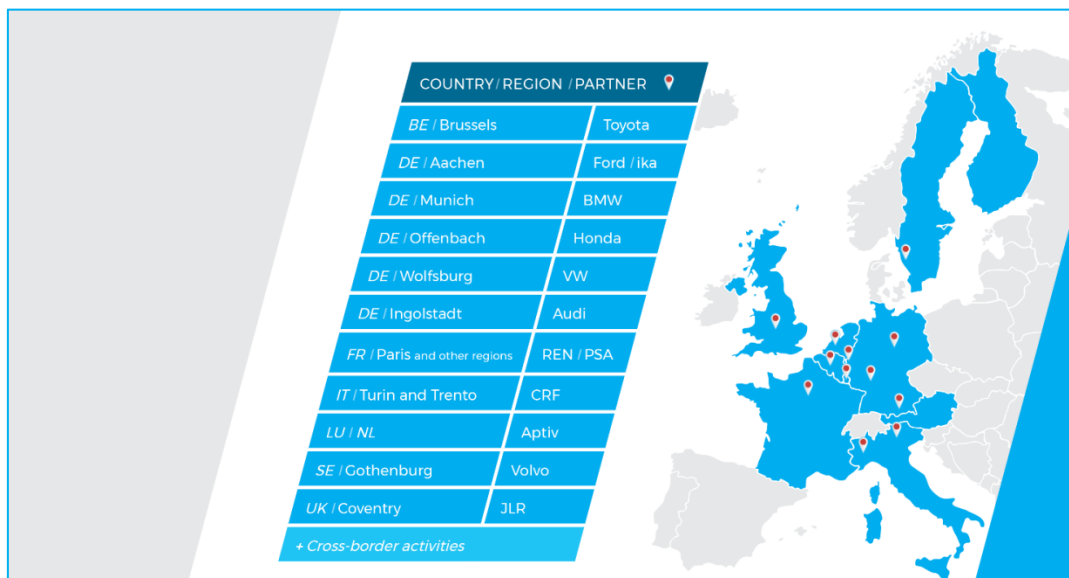 COUNTRY / REGION / PARTNER
BE / Brussels Toyota
DE / Aachen Ford / ika
DE / Munich BMW
DE / Offenbach Honda
DE / Wolfsburg VW
DE / Ingolstadt Audi
FR / Paris and other regions REN / PSA
IT / Turin and Trento CRF
LU / NL Aptiv
SE / Gothenburg Volvo
UK / Coventry JLR
+ Cross-border activities